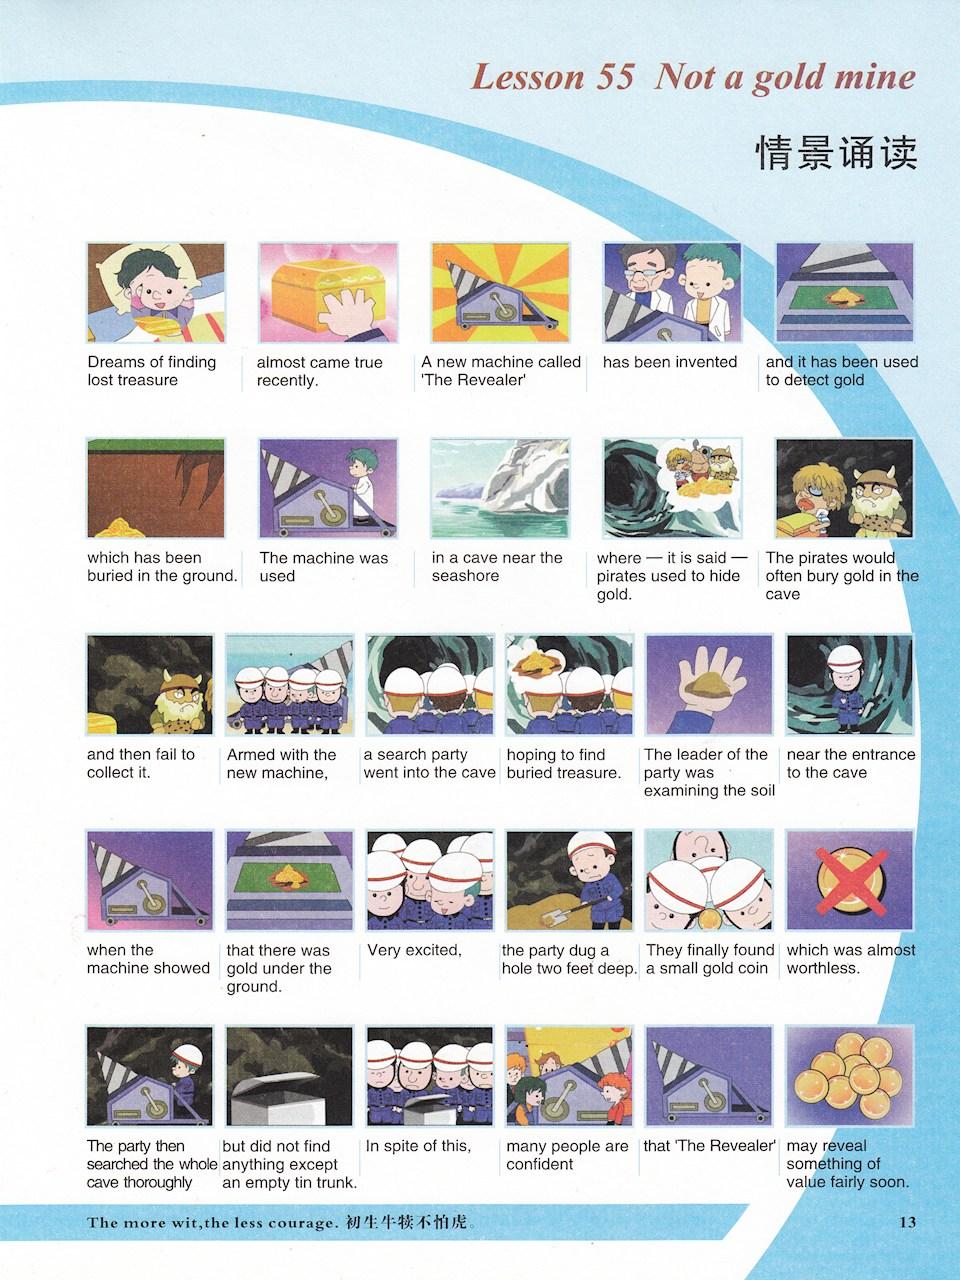 Lesson 55 Not a gold mine
情景诵读
Dreams of finding
lost treasure
almost came true
recently.
A new machine called
'The Revealer'
has been invented
and it has been used
to detect gold
which has been
buried in the ground.
The machine was
used
in a cave near the
seashore
where — it is said —
pirates used to hide
gold.
The pirates would
often bury gold in the
cave
and then fail to
collect it.
Armed with the
new machine,
a search party
went into the cave
hoping to find
buried treasure.
The leader of the
party was
examining the soil
near the entrance
to the cave
when the
machine showed
that there was
gold under the
ground.
Very excited,
the party dug a
hole two feet deep.
They finally found
a small gold coin
which was almost
worthless.
The party then
searched the whole
cave thoroughly
but did not find
anything except
an empty tin trunk.
In spite of this,
many people are
confident
that 'The Revealer'
may reveal
something of
value fairly soon.
The more wit,the less courage. 初生牛犊不怕虎。
13